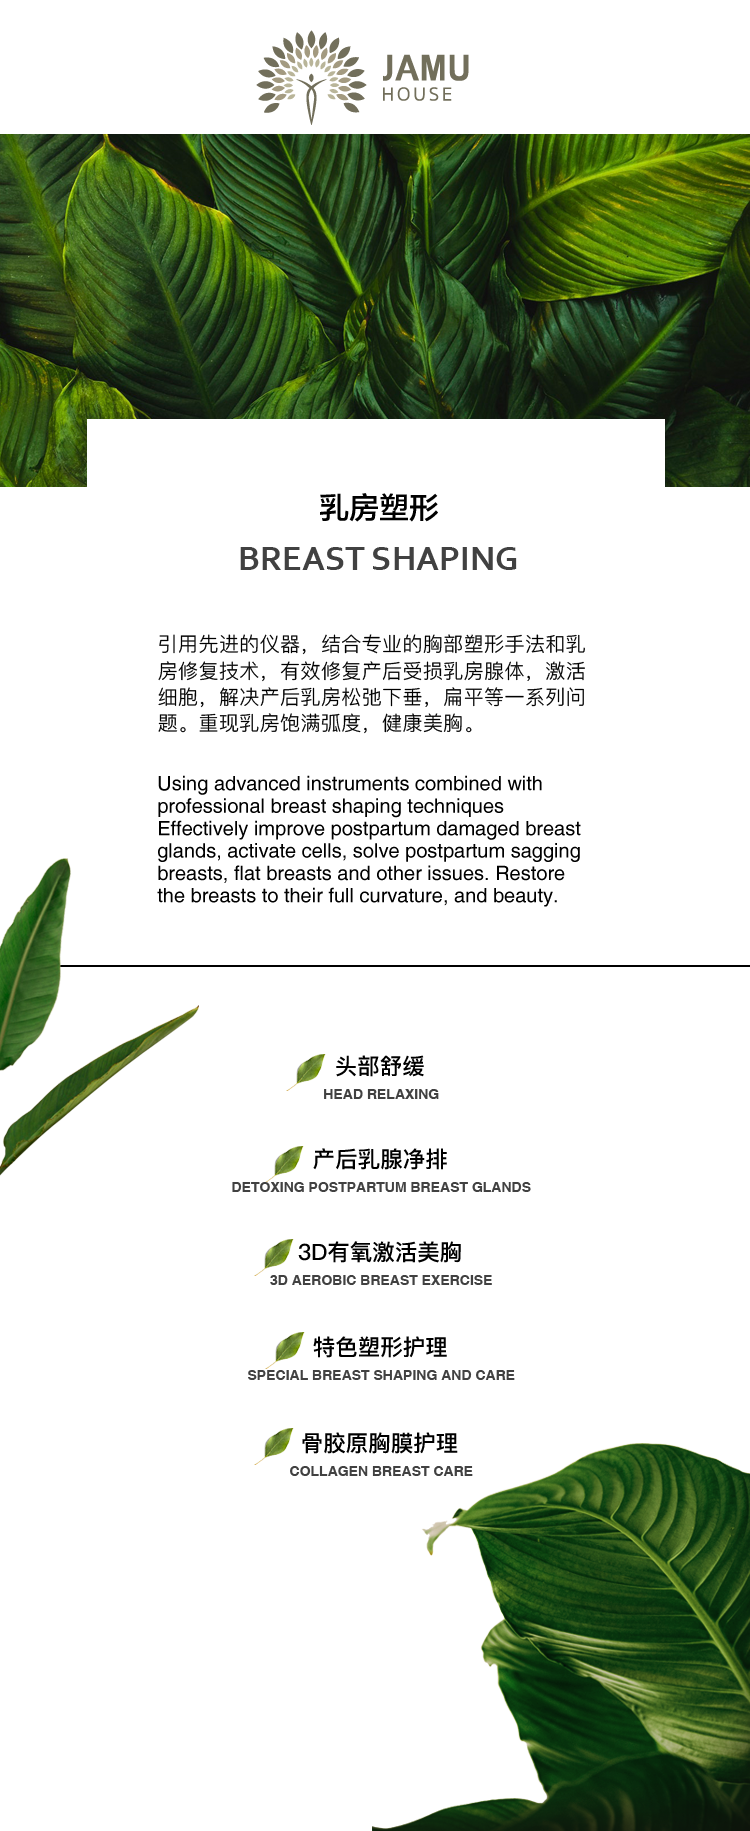 JAMU
HOUSE
乳房塑形
BREAST SHAPING
引用先进的仪器，结合专业的胸部塑形手法和乳
房修复技术，有效修复产后受损乳房腺体，激活
细胞，解决产后乳房松弛下垂，扁平等一系列问
题。重现乳房饱满弧度，健康美胸。
Using advanced instruments combined with
professional breast shaping techniques
Effectively improve postpartum damaged breast
glands, activate cells, solve postpartum sagging
breasts, flat breasts and other issues. Restore
the breasts to their full curvature, and beauty.
头部舒缓
HEAD RELAXING
产后乳腺净排
DETOXING POSTPARTUM BREAST GLANDS
3D有氧激活美胸
3D AEROBIC BREAST EXERCISE
特色塑形护理
SPECIAL BREAST SHAPING AND CARE
骨胶原胸膜护理
COLLAGEN BREAST CARE